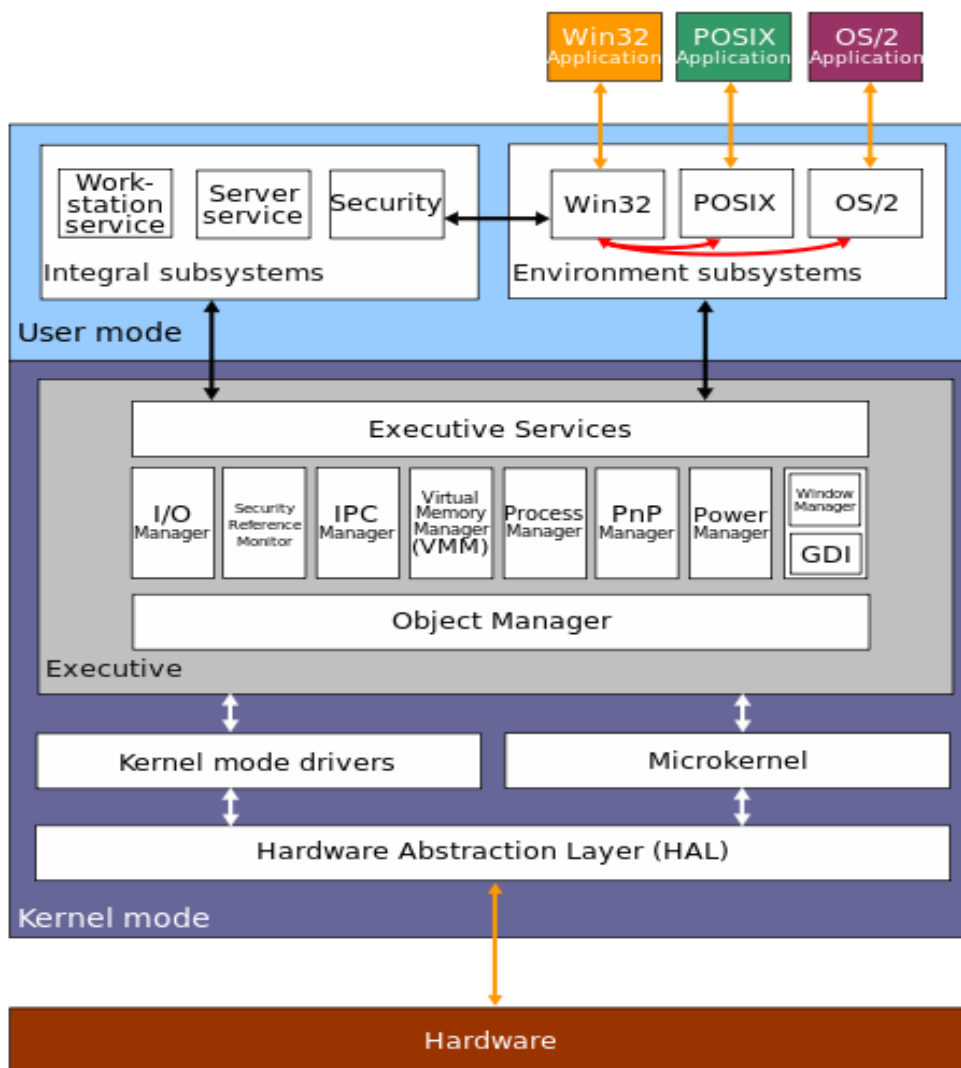 Win32
Application
POSIX
Application
OS/2
Application
Work-
station
service
Server
service
Security
Integral subsystems
Win32
POSIX
OS/2
Environment subsystems
User mode
Executive Services
I/O
Manager
Security
Reference
Monitor
IPC
Manager
Virtual
Memory
Manager
(VMM)
Process
Manager
PnP
Manager
Power
Manager
Window
Manager
GDI
Object Manager
Executive
Kernel mode drivers
Microkernel
Hardware Abstraction Layer (HAL)
Kernel mode
Hardware